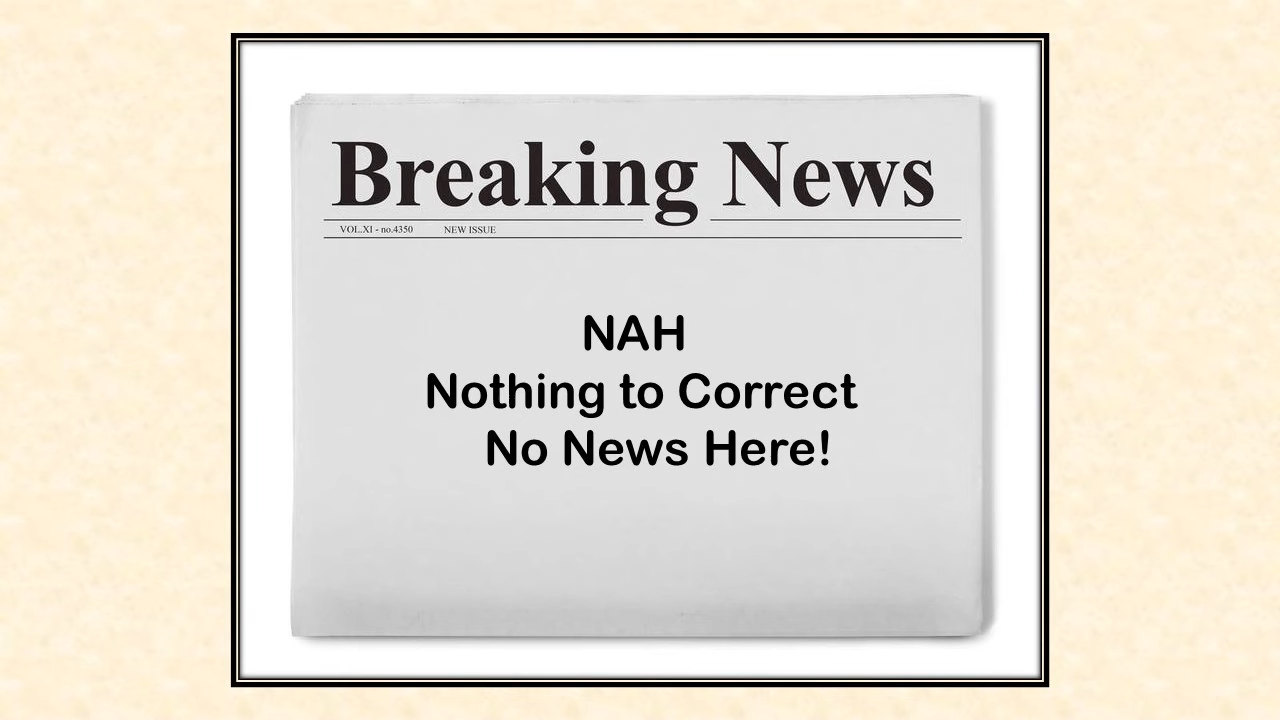 Breaking News
VOL.XI - no.4350 NEW ISSUE
NAH
Nothing to Correct
No News Here!